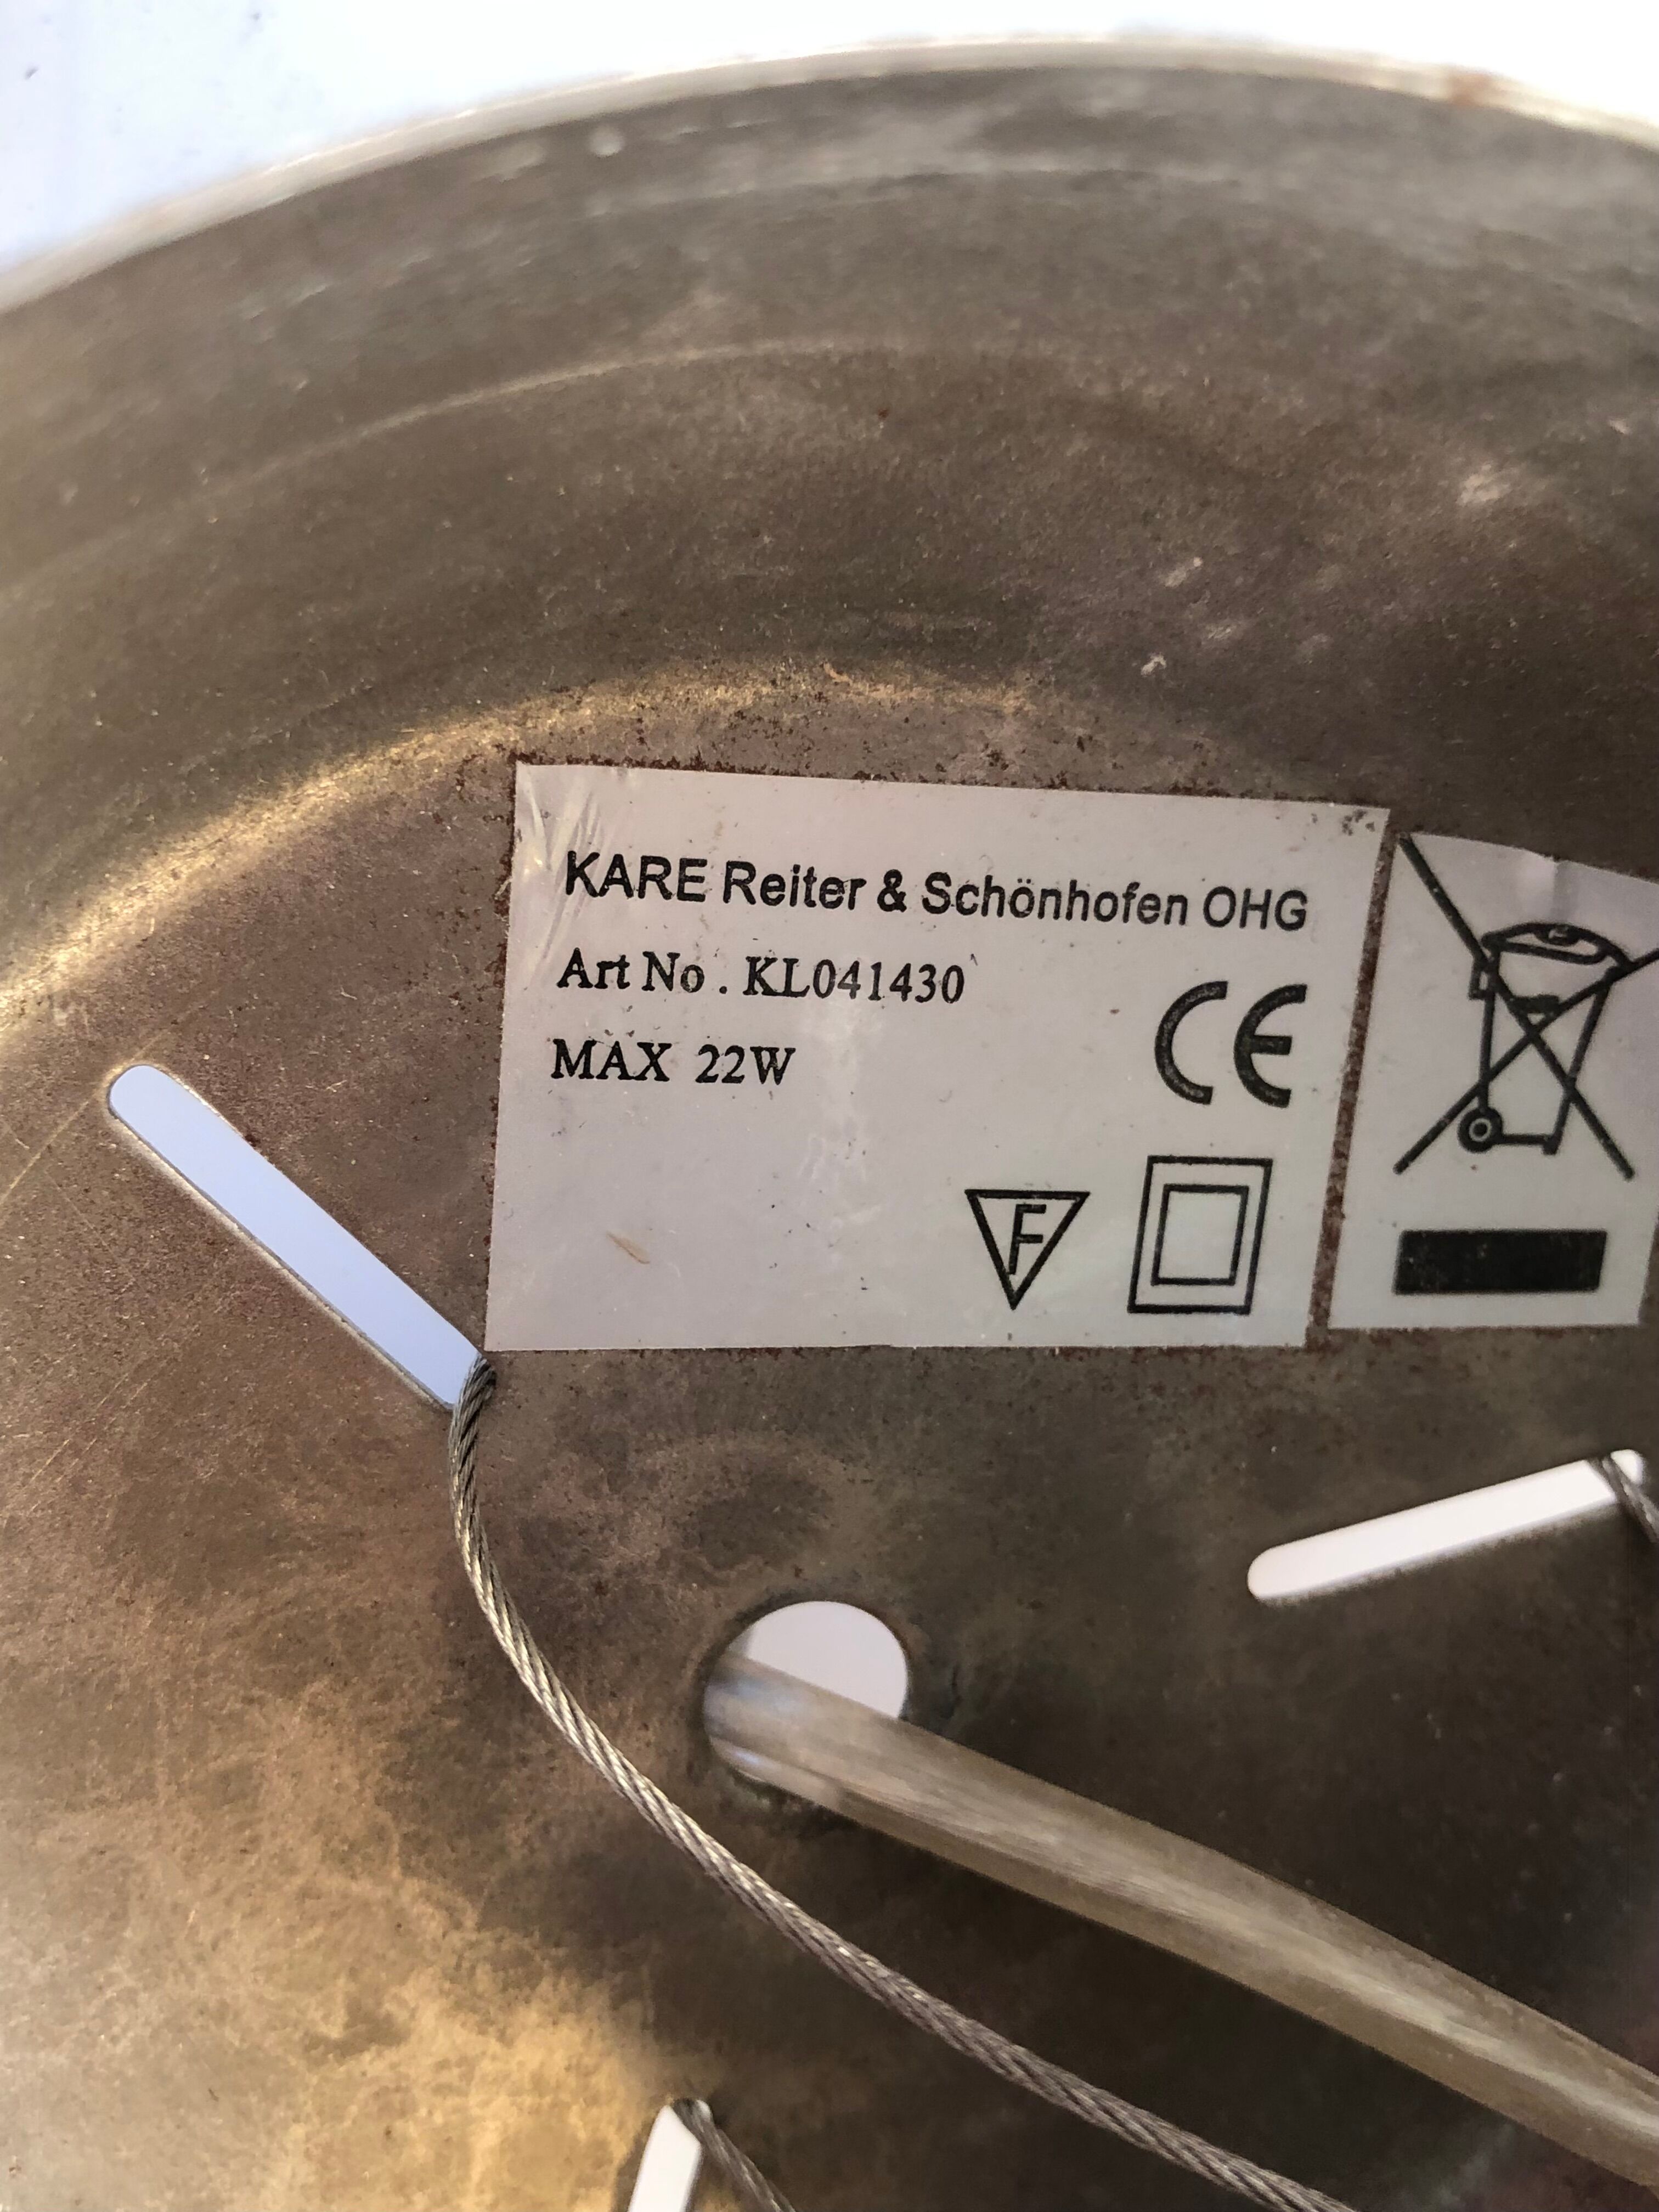 KARE Reiter & Schönhofen OHG
Art No . KL041430
MAX 22W
CE
F